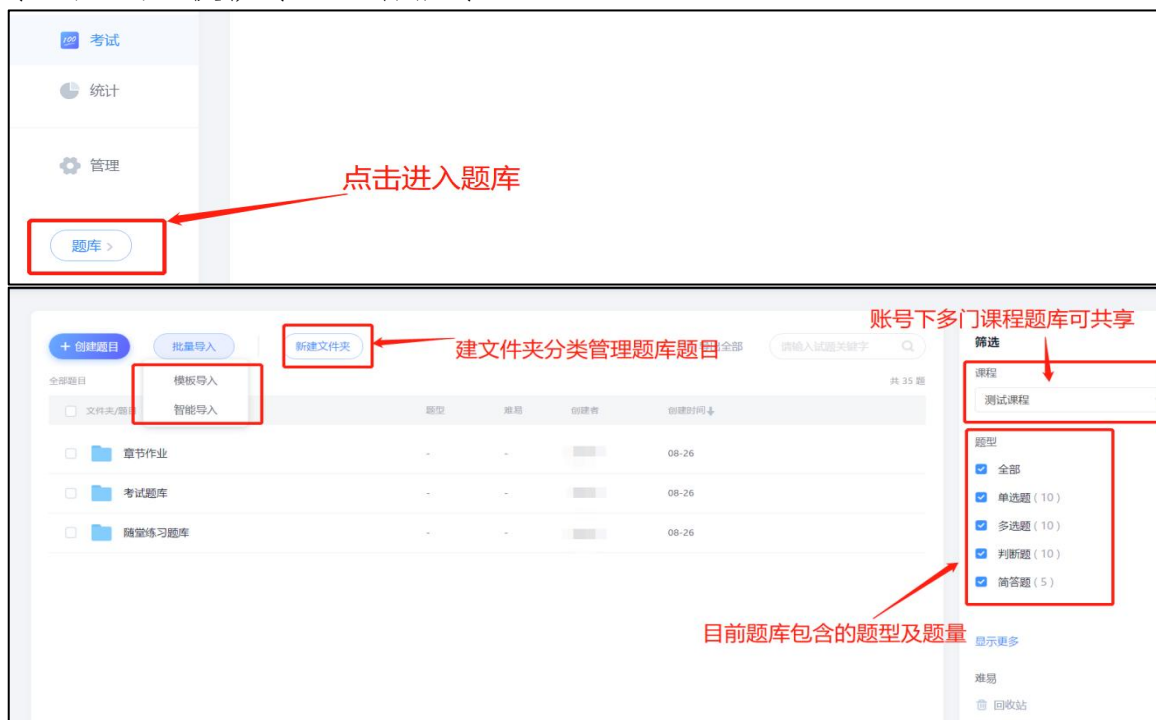 考试
统计
管理
点击进入题库
题库 >
账号下多门课程题库可共享
+ 创建题目 批量导入 新建文件夹 建文件夹分类管理题库题目 全部 请输入试题关键字 筛选
全部题目 模板导入 共 35 题 课程
智能导入 测试课程
文件夹/题 题型 难易 创建者 创建时间
题型
章节作业 - - 08-26 全部
考试题库 - - 08-26 单选题 ( 10 )
随堂练习题库 - - 08-26 多选题 ( 10 )
判断题 ( 10 )
简答题 ( 5 )
目前题库包含的题型及题量
显示更多
难易
回收站